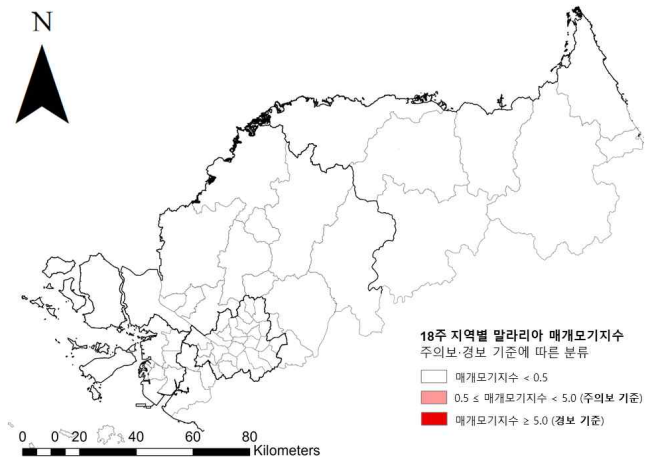 N
18주 지역별 말라리아 매개모기지수
주의보·경보 기준에 따른 분류
매개모기지수 < 0.5
0.5 ≤ 매개모기지수 < 5.0 (주의보 기준)
매개모기지수 ≥ 5.0 (경보 기준)
0 0 20 40 60 80
Kilometers